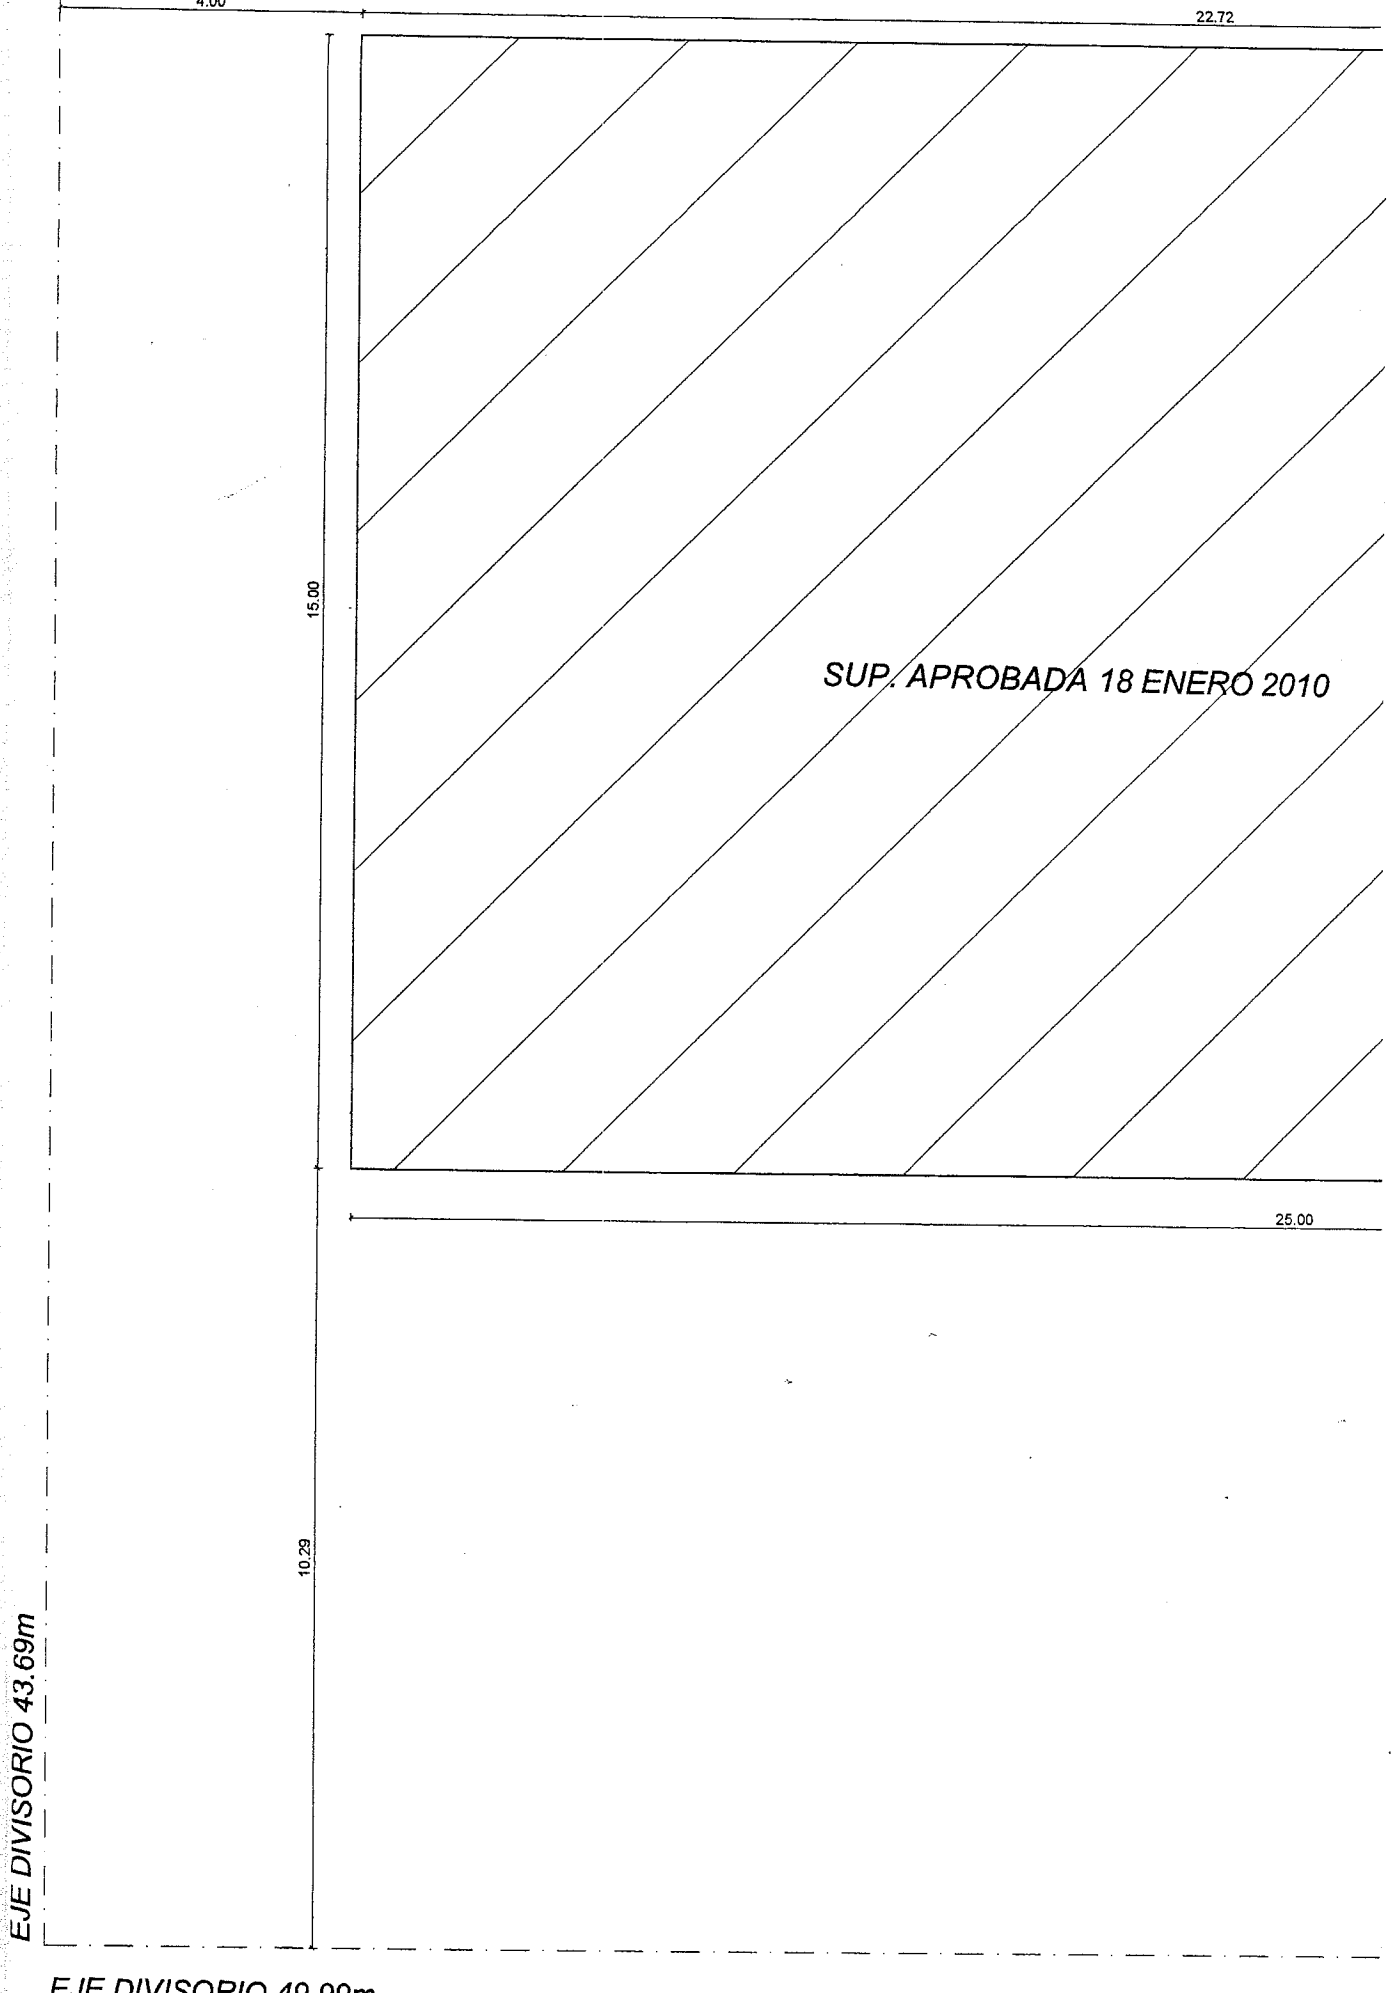 4.00
22.72
15.00
SUP. APROBADA 18 ENERO 2010
25.00
10.29
EJE DIVISORIO 43.69m
EJE DIVISORIO 49.99m